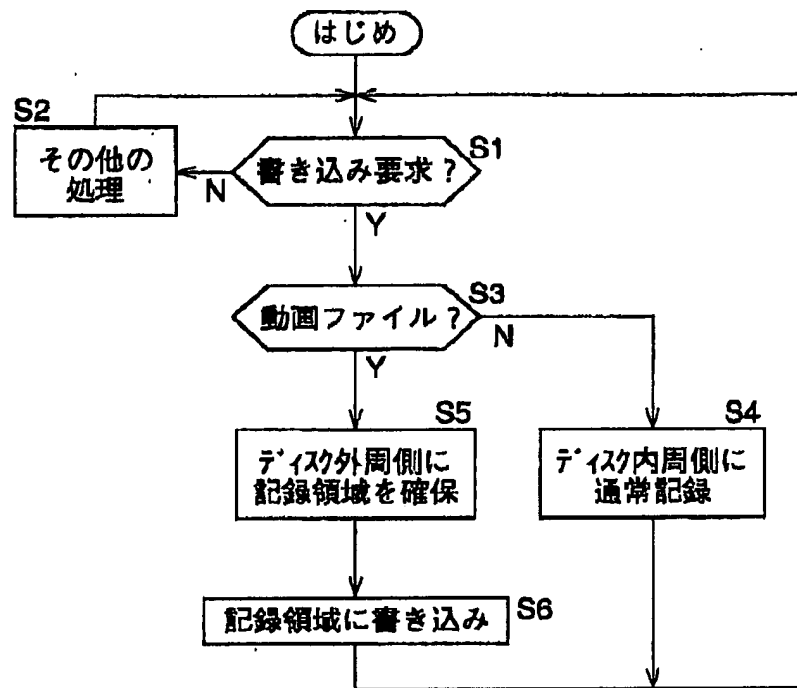 はじめ
S2
その他の
処理
N
書き込み要求?
S1
Y
動画ファイル?
S3
N
Y
S5
ディスク外周側に
記録領域を確保
S4
ディスク内周側に
通常記録
記録領域に書き込み
S6